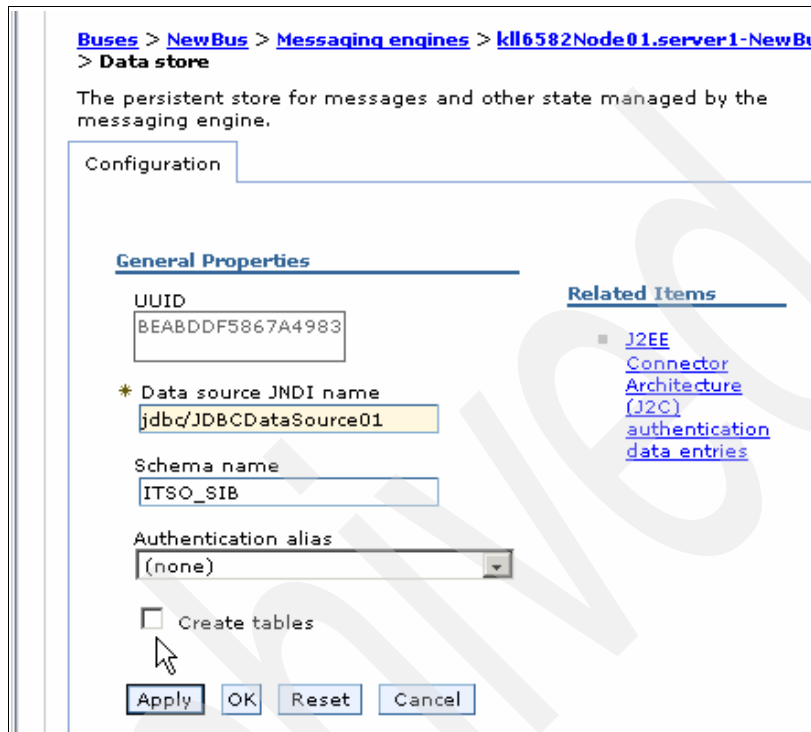 Buses > NewBus > Messaging engines > kll6582Node01.server1-NewBu
> Data store
The persistent store for messages and other state managed by the
messaging engine.
Configuration
General Properties
UUID
BEABDDF5867A4983
* Data source JNDI name
jdbc/JDBCDataSource01
Schema name
ITSO_SIB
Authentication alias
(none)
Create tables
Apply OK Reset Cancel
Related Items
J2EE
Connector
Architecture
(J2C)
authentication
data entries